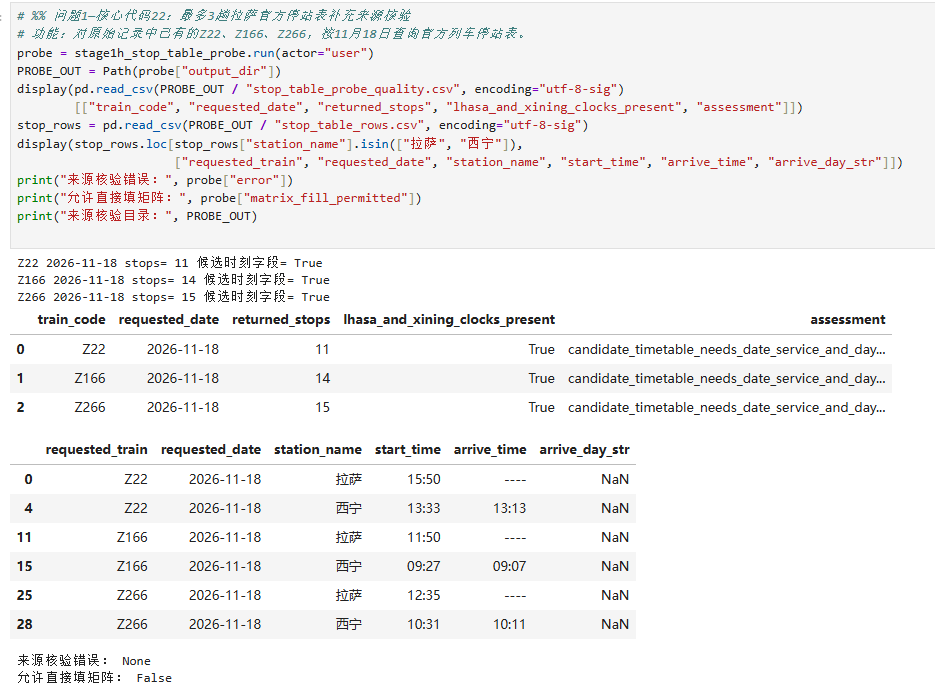 # %% 问题1—核心代码22：最多3趟拉萨官方停站表补充来源核验
# 功能：对原始记录中已有的Z22、Z166、Z266，按11月18日查询官方列车停站表。
probe = stage1h_stop_table_probe.run(actor="user")
PROBE_OUT = Path(probe["output_dir"])
display(pd.read_csv(PROBE_OUT / "stop_table_probe_quality.csv", encoding="utf-8-sig")
[["train_code", "requested_date", "returned_stops", "lhasa_and_xining_clocks_present", "assessment"]])
stop_rows = pd.read_csv(PROBE_OUT / "stop_table_rows.csv", encoding="utf-8-sig")
display(stop_rows.loc[stop_rows["station_name"].isin(["拉萨", "西宁"]),
["requested_train", "requested_date", "station_name", "start_time", "arrive_time", "arrive_day_str"]])
print("来源核验错误：", probe["error"])
print("允许直接填矩阵：", probe["matrix_fill_permitted"])
print("来源核验目录：", PROBE_OUT)
Z22 2026-11-18 stops= 11 候选时刻字段= True
Z166 2026-11-18 stops= 14 候选时刻字段= True
Z266 2026-11-18 stops= 15 候选时刻字段= True
train_code requested_date returned_stops lhasa_and_xining_clocks_present assessment
0 Z22 2026-11-18 11 True candidate_timetable_needs_date_service_and_day...
1 Z166 2026-11-18 14 True candidate_timetable_needs_date_service_and_day...
2 Z266 2026-11-18 15 True candidate_timetable_needs_date_service_and_day...
requested_train requested_date station_name start_time arrive_time arrive_day_str
0 Z22 2026-11-18 拉萨 15:50 ---- NaN
4 Z22 2026-11-18 西宁 13:33 13:13 NaN
11 Z166 2026-11-18 拉萨 11:50 ---- NaN
15 Z166 2026-11-18 西宁 09:27 09:07 NaN
25 Z266 2026-11-18 拉萨 12:35 ---- NaN
28 Z266 2026-11-18 西宁 10:31 10:11 NaN
来源核验错误： None
允许直接填矩阵： False